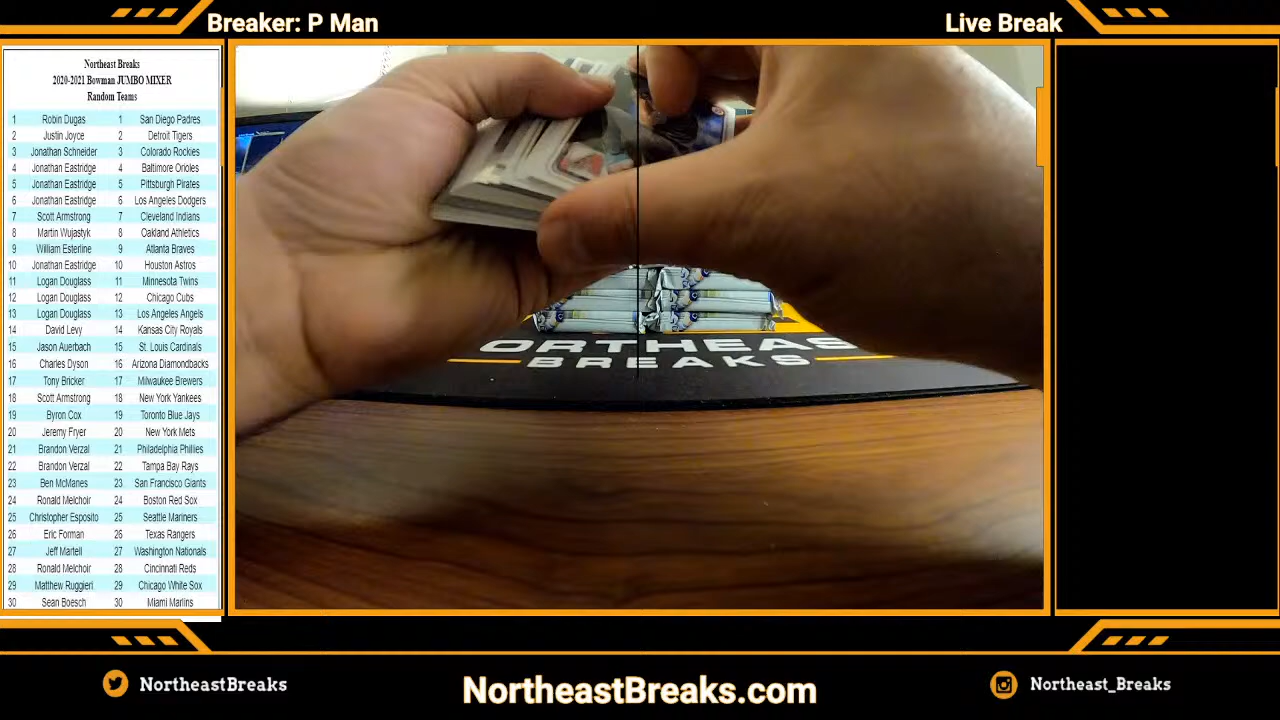 Breaker: P Man
Live Break
Northeast Breaks
2020-2021 Bowman JUMBO MIXER
Random Teams
1 Robin Dugas 1 San Diego Padres
2 Justin Joyce 2 Detroit Tigers
3 Jonathan Schneider 3 Colorado Rockies
4 Jonathan Eastridge 4 Baltimore Orioles
5 Jonathan Eastridge 5 Pittsburgh Pirates
6 Jonathan Eastridge 6 Los Angeles Dodgers
7 Scott Armstrong 7 Cleveland Indians
8 Martin Wujastyk 8 Oakland Athletics
9 William Esterline 9 Atlanta Braves
10 Jonathan Eastridge 10 Houston Astros
11 Logan Douglass 11 Minnesota Twins
12 Logan Douglass 12 Chicago Cubs
13 Logan Douglass 13 Los Angeles Angels
14 David Levy 14 Kansas City Royals
15 Jason Auerbach 15 St. Louis Cardinals
16 Charles Dyson 16 Arizona Diamondbacks
17 Tony Bricker 17 Milwaukee Brewers
18 Scott Armstrong 18 New York Yankees
19 Byron Cox 19 Toronto Blue Jays
20 Jeremy Fryer 20 New York Mets
21 Brandon Verzal 21 Philadelphia Phillies
22 Brandon Verzal 22 Tampa Bay Rays
23 Ben McManes 23 San Francisco Giants
24 Ronald Melchoir 24 Boston Red Sox
25 Christopher Esposito 25 Seattle Mariners
26 Eric Forman 26 Texas Rangers
27 Jeff Martell 27 Washington Nationals
28 Ronald Melchoir 28 Cincinnati Reds
29 Matthew Ruggieri 29 Chicago White Sox
30 Sean Boesch 30 Miami Marlins
ORTHEAS
BREAKS
NortheastBreaks
NortheastBreaks.com
Northeast_Breaks